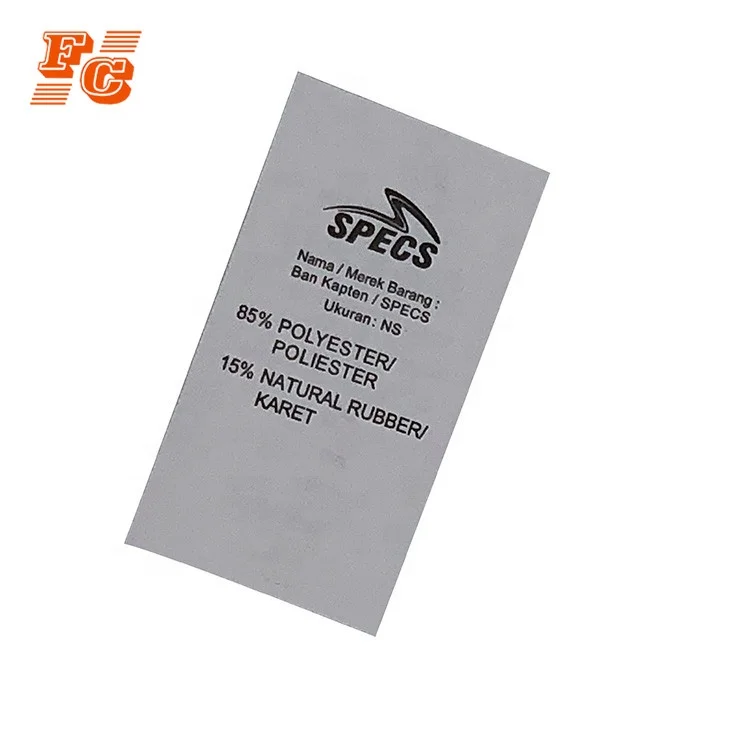 FC
SPECS
Nama / Merek Barang :
Ban Kapten / SPECS
Ukuran: NS
85% POLYESTER/
POLIESTER
15% NATURAL RUBBER/
KARET